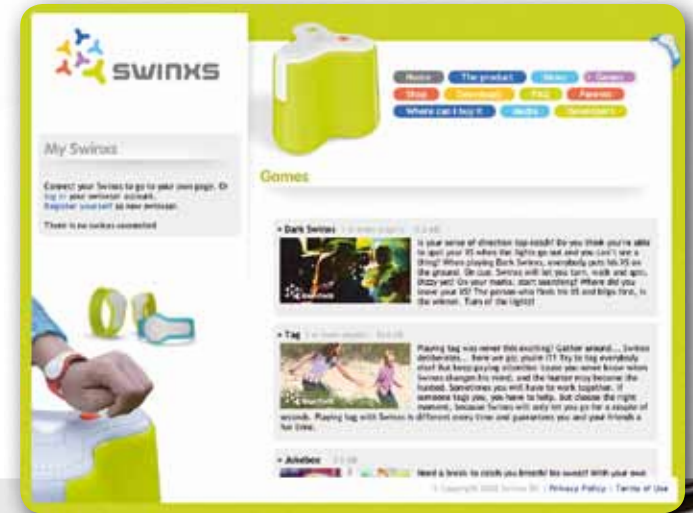 swinxs
Home The product News Games
Shop Downloads FAQ Parents
Where can I buy it Media Developers
My Swinxs
Connect your Swinxs to go to your own page. Or
log in your swinxser account.
Register yourself as new swinxser.
There is no swinxs connected
Games
Dark Swinxs
Is your sense of direction top-notch? Do you think you're able
to spot your XS when the lights go out and you can't see a
thing? When playing Dark Swinxs, everybody puts his XS on
the ground. On cue, Swinxs will let you turn, walk and spin.
Dizzy yet? On your marks, start searching! Where did you
leave your XS? The person who finds his XS and blips first, is
the winner. Turn of the lights!
swinxs
Tag
Playing tag was never this exciting! Gather around... Swinxs
deliberates... here we go; you're IT! Try to tag everybody
else! But keep paying attention 'cause you never know when
Swinxs changes his mind, and the hunter may become the
hunted. Sometimes you will have to work together. If
someone tags you, you have to help. But choose the right
moment, because Swinxs will only let you go for a couple of
seconds. Playing tag with Swinxs is different every time and guarantees you and your friends a
fun time.
swinxs
Jukebox
Need a break to catch you breath? No sweat! With your own
Privacy Policy | Terms of Use